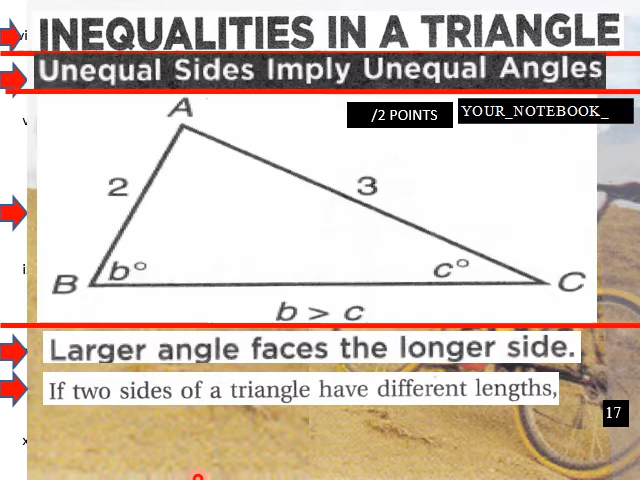 INEQUALITIES IN A TRIANGLE
Unequal Sides Imply Unequal Angles
/2 POINTS
YOUR_NOTEBOOK_
A
2
3
B
b°
c°
C
b > c
Larger angle faces the longer side.
If two sides of a triangle have different lengths,
17